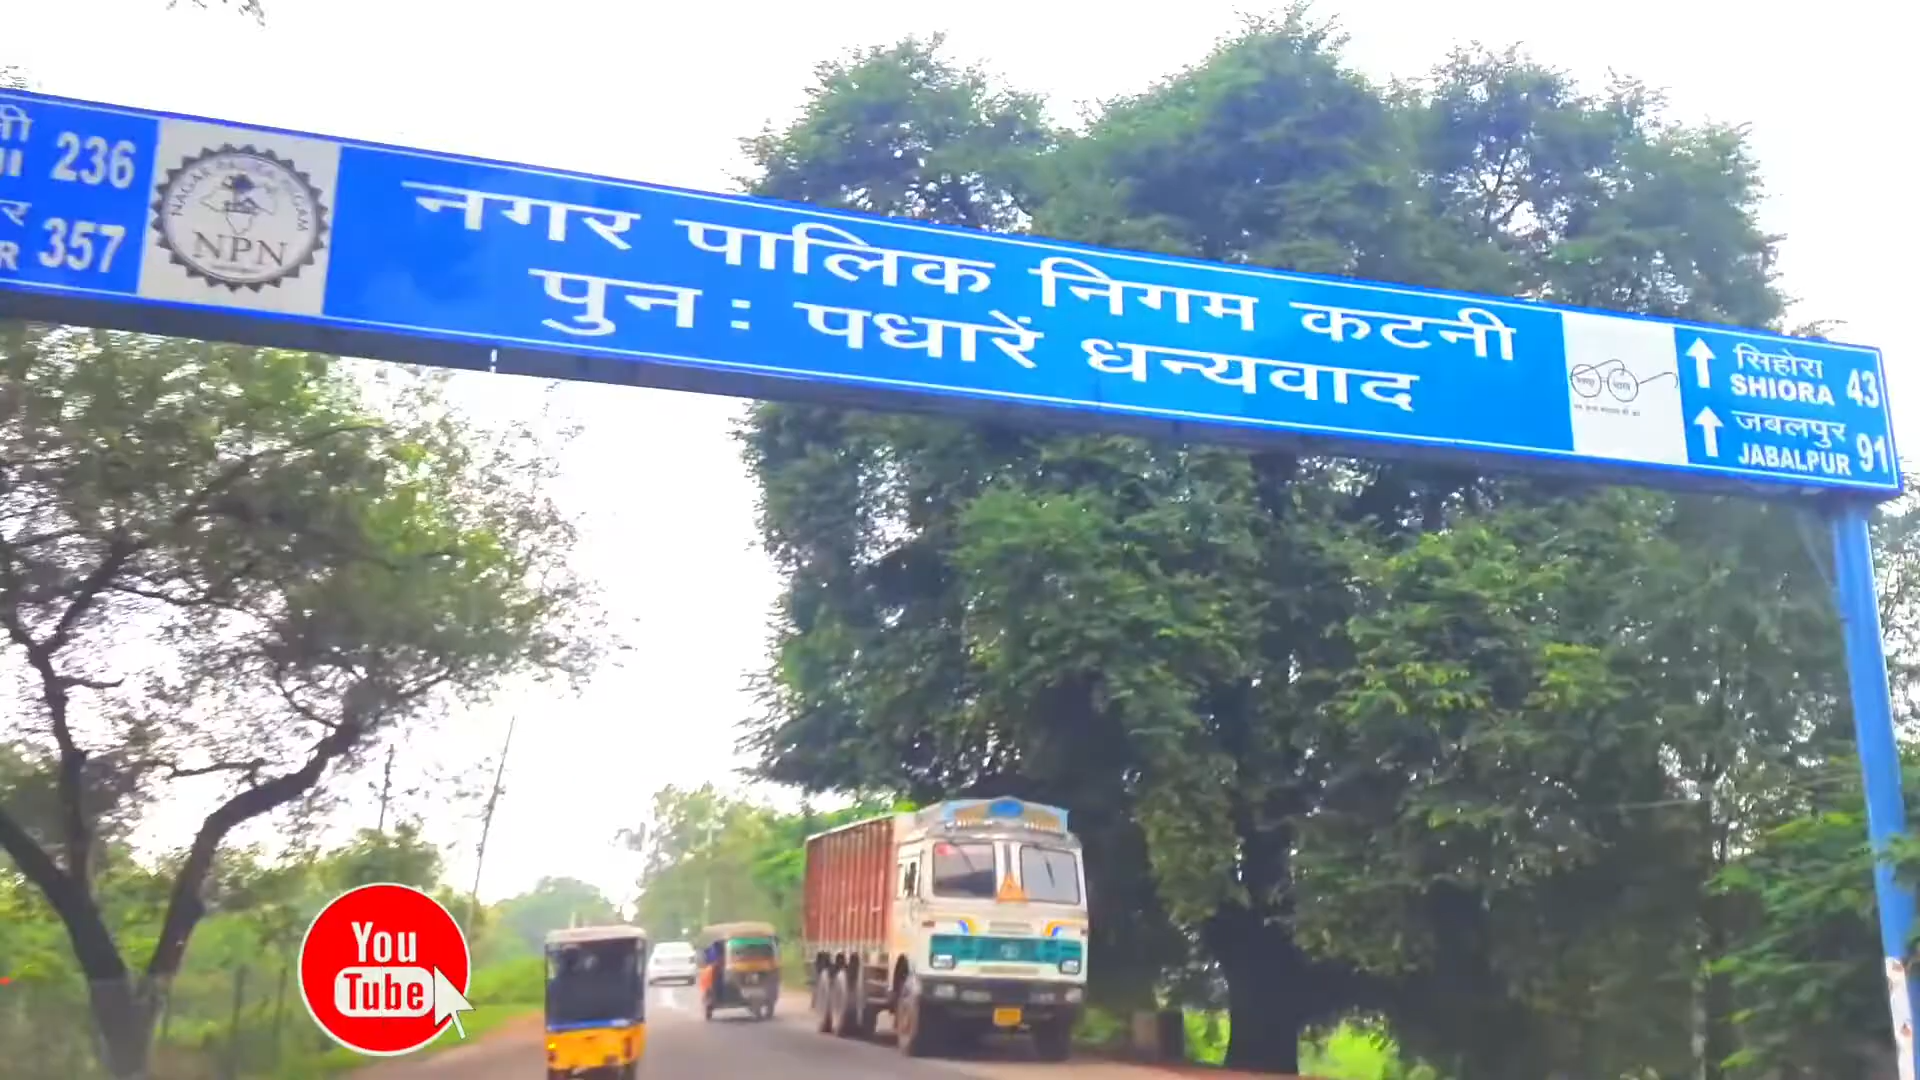 236
357
NPN
नगर पालिक निगम कटनी
पुन: पधारें धन्यवाद
सिहोरा
SHIORA 43
जबलपुर
JABALPUR 91
You
Tube